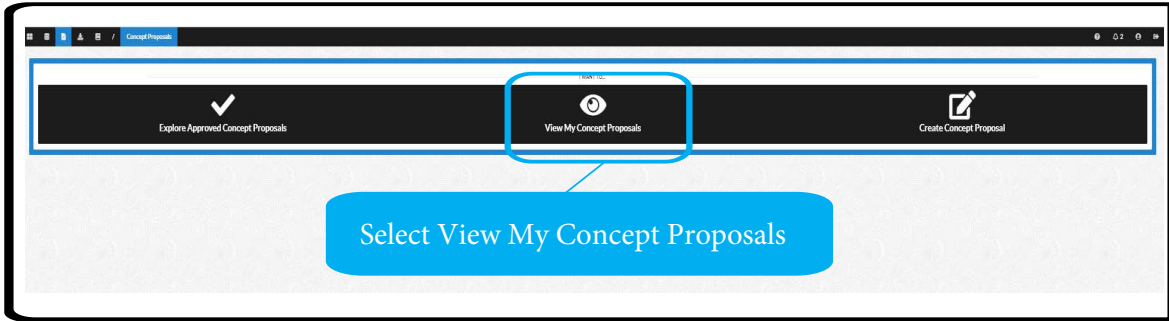 / Concept Proposals
2
I WANT TO...
Explore Approved Concept Proposals
View My Concept Proposals
Create Concept Proposal
Select View My Concept Proposals